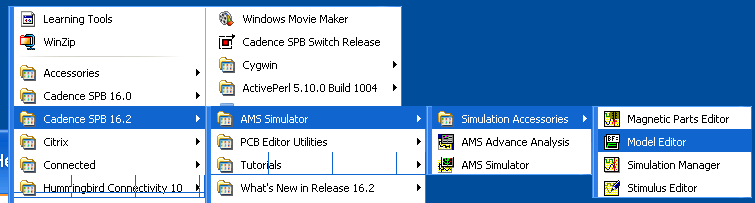 Learning Tools
WinZip
Accessories
Cadence SPB 16.0
Cadence SPB 16.2
Citrix
Connected
Hummingbird Connectivity 10
Windows Movie Maker
Cadence SPB Switch Release
Cygwin
ActivePerl 5.10.0 Build 1004
AMS Simulator
PCB Editor Utilities
Tutorials
What's New in Release 16.2
Simulation Accessories
AMS Advance Analysis
AMS Simulator
Magnetic Parts Editor
Model Editor
Simulation Manager
Stimulus Editor
He